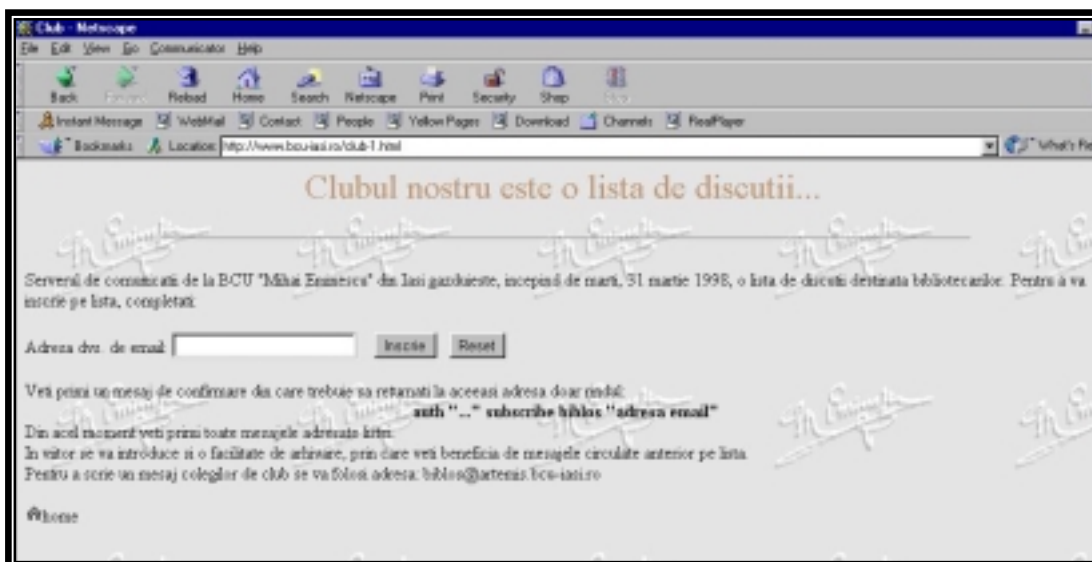 Club - Netscape
File Edit View Go Communicator Help
Back Forward Reload Home Search Netscape Print Security Shop Stop
Instant Message WebMail Contact People Yellow Pages Download Channels RealPlayer
Bookmarks Location: http://www.bcu-iasi.ro/club-1.html What's Re
Clubul nostru este o lista de discutii...
Serverul de comunicatii de la BCU "Mihai Eminescu" din Iasi gazduieste, incepind de marti, 31 martie 1998, o lista de discutii destinata bibliotecarilor. Pentru a va
inscrie pe lista, completati:
Adresa dvs. de email: Inscrie Reset
Veti primi un mesaj de confirmare din care trebuie sa returnati la aceeasi adresa doar rindul:
auth "..." subscribe biblos "adresa email"
Din acel moment veti primi toate mesajele adresate listei.
In viitor se va introduce si o facilitate de arhivare, prin care veti beneficia de mesajele circulate anterior pe lista.
Pentru a scrie un mesaj colegilor de club se va folosi adresa: biblos@artemis.bcu-iasi.ro
home